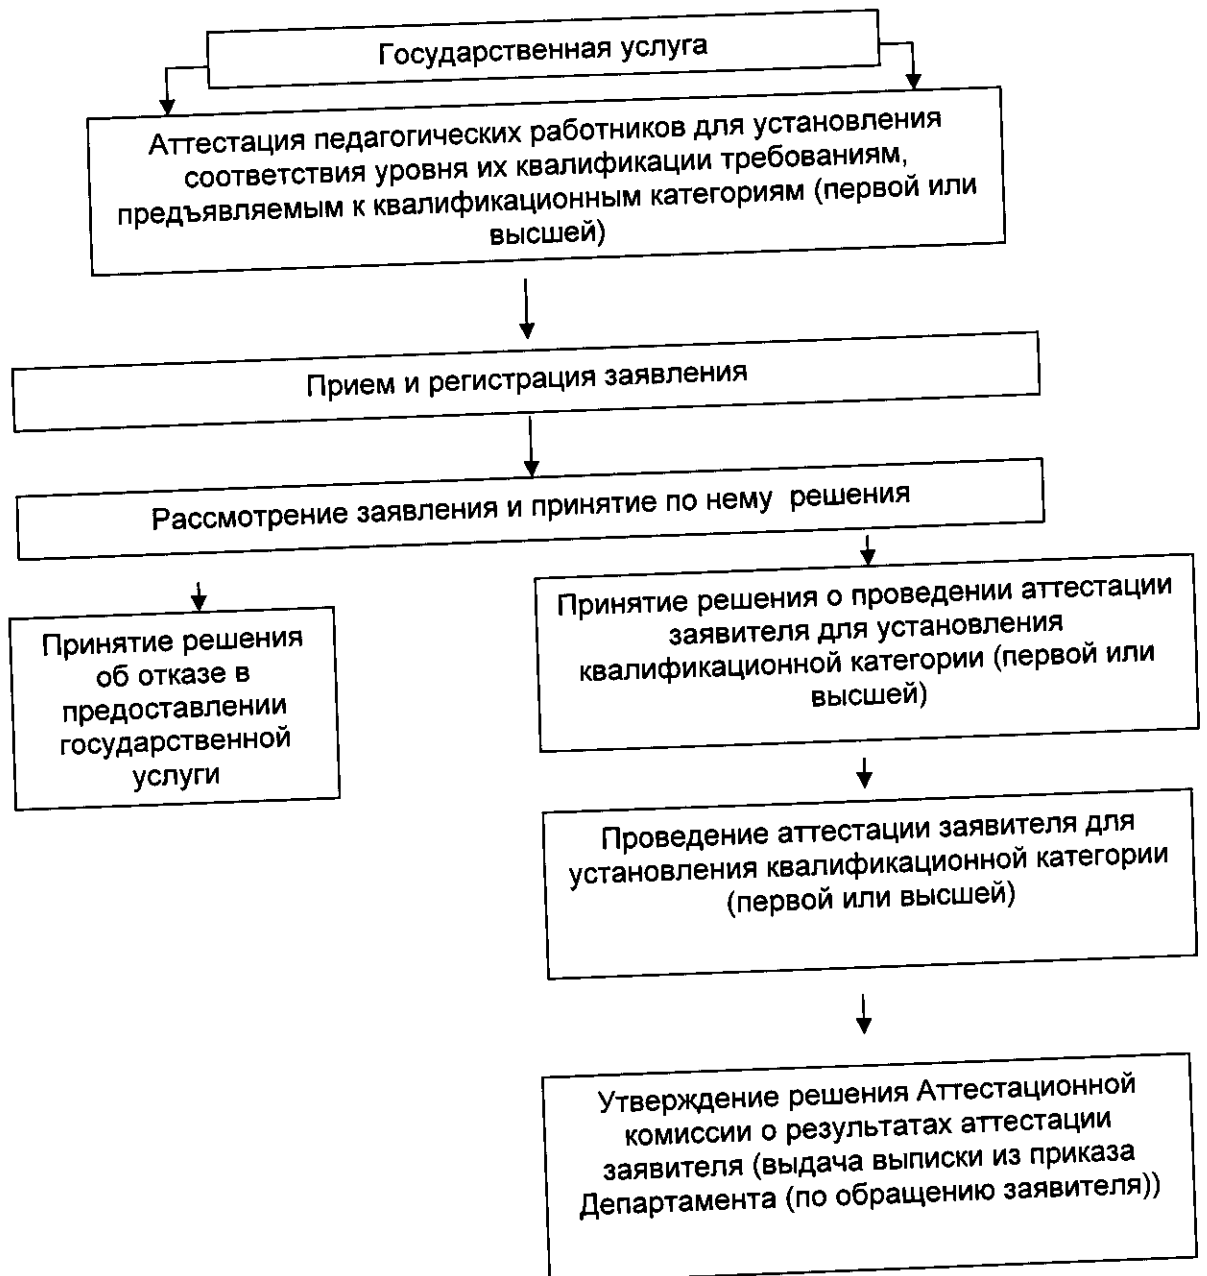 Государственная услуга
Аттестация педагогических работников для установления
соответствия уровня их квалификации требованиям,
предъявляемым к квалификационным категориям (первой или
высшей)
Прием и регистрация заявления
Рассмотрение заявления и принятие по нему решения
Принятие решения
об отказе в
предоставлении
государственной
услуги
Принятие решения о проведении аттестации
заявителя для установления
квалификационной категории (первой или
высшей)
Проведение аттестации заявителя для
установления квалификационной категории
(первой или высшей)
Утверждение решения Аттестационной
комиссии о результатах аттестации
заявителя (выдача выписки из приказа
Департамента (по обращению заявителя))